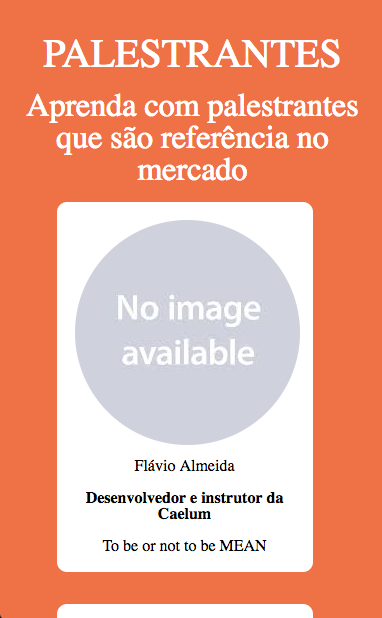 PALESTRANTES
Aprenda com palestrantes
que são referência no
mercado
No image
available
Flávio Almeida
Desenvolvedor e instrutor da
Caelum
To be or not to be MEAN